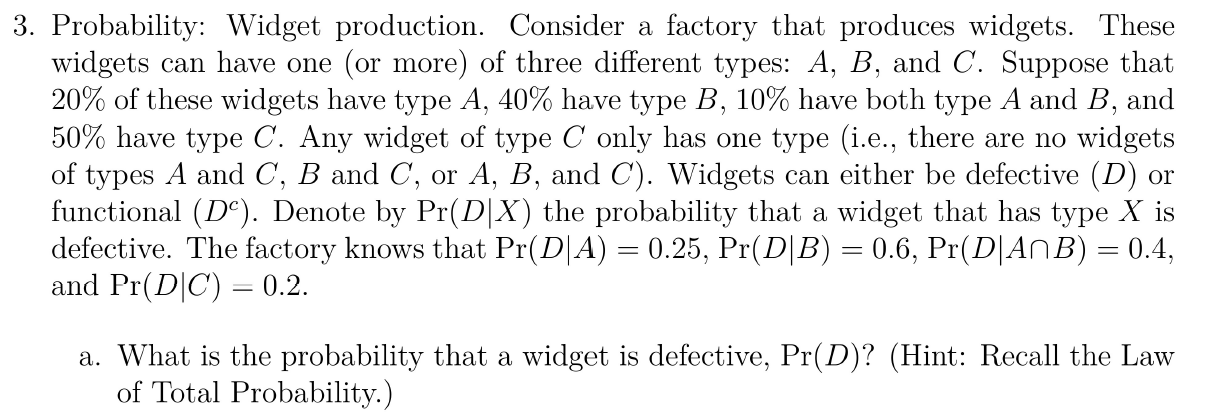 3. Probability: Widget production. Consider a factory that produces widgets. These
widgets can have one (or more) of three different types: A, B, and C. Suppose that
20% of these widgets have type A, 40% have type B, 10% have both type A and B, and
50% have type C. Any widget of type C only has one type (i.e., there are no widgets
of types A and C, B and C, or A, B, and C). Widgets can either be defective (D) or
functional (Dᶜ). Denote by Pr(D|X) the probability that a widget that has type X is
defective. The factory knows that Pr(D|A) = 0.25, Pr(D|B) = 0.6, Pr(D|A∩B) = 0.4,
and Pr(D|C) = 0.2.
a. What is the probability that a widget is defective, Pr(D)? (Hint: Recall the Law
of Total Probability.)